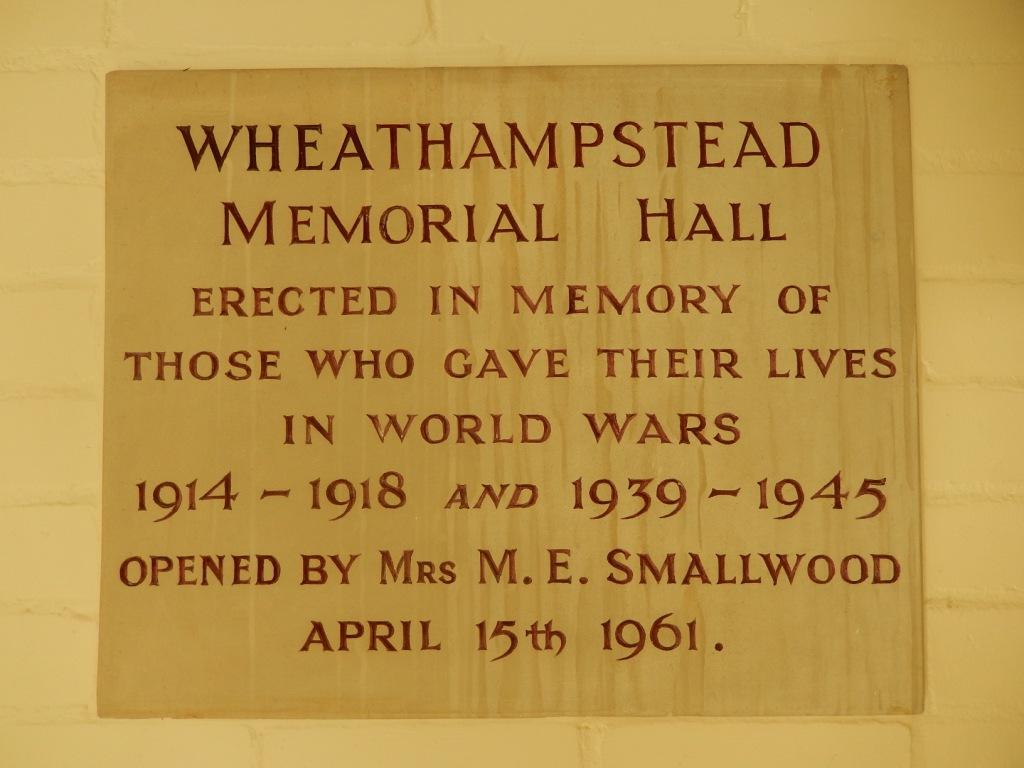 WHEATHAMPSTEAD
MEMORIAL HALL
ERECTED IN MEMORY OF
THOSE WHO GAVE THEIR LIVES
IN WORLD WARS
1914 - 1918 AND 1939 - 1945
OPENED BY MRS M. E. SMALLWOOD
APRIL 15th 1961.